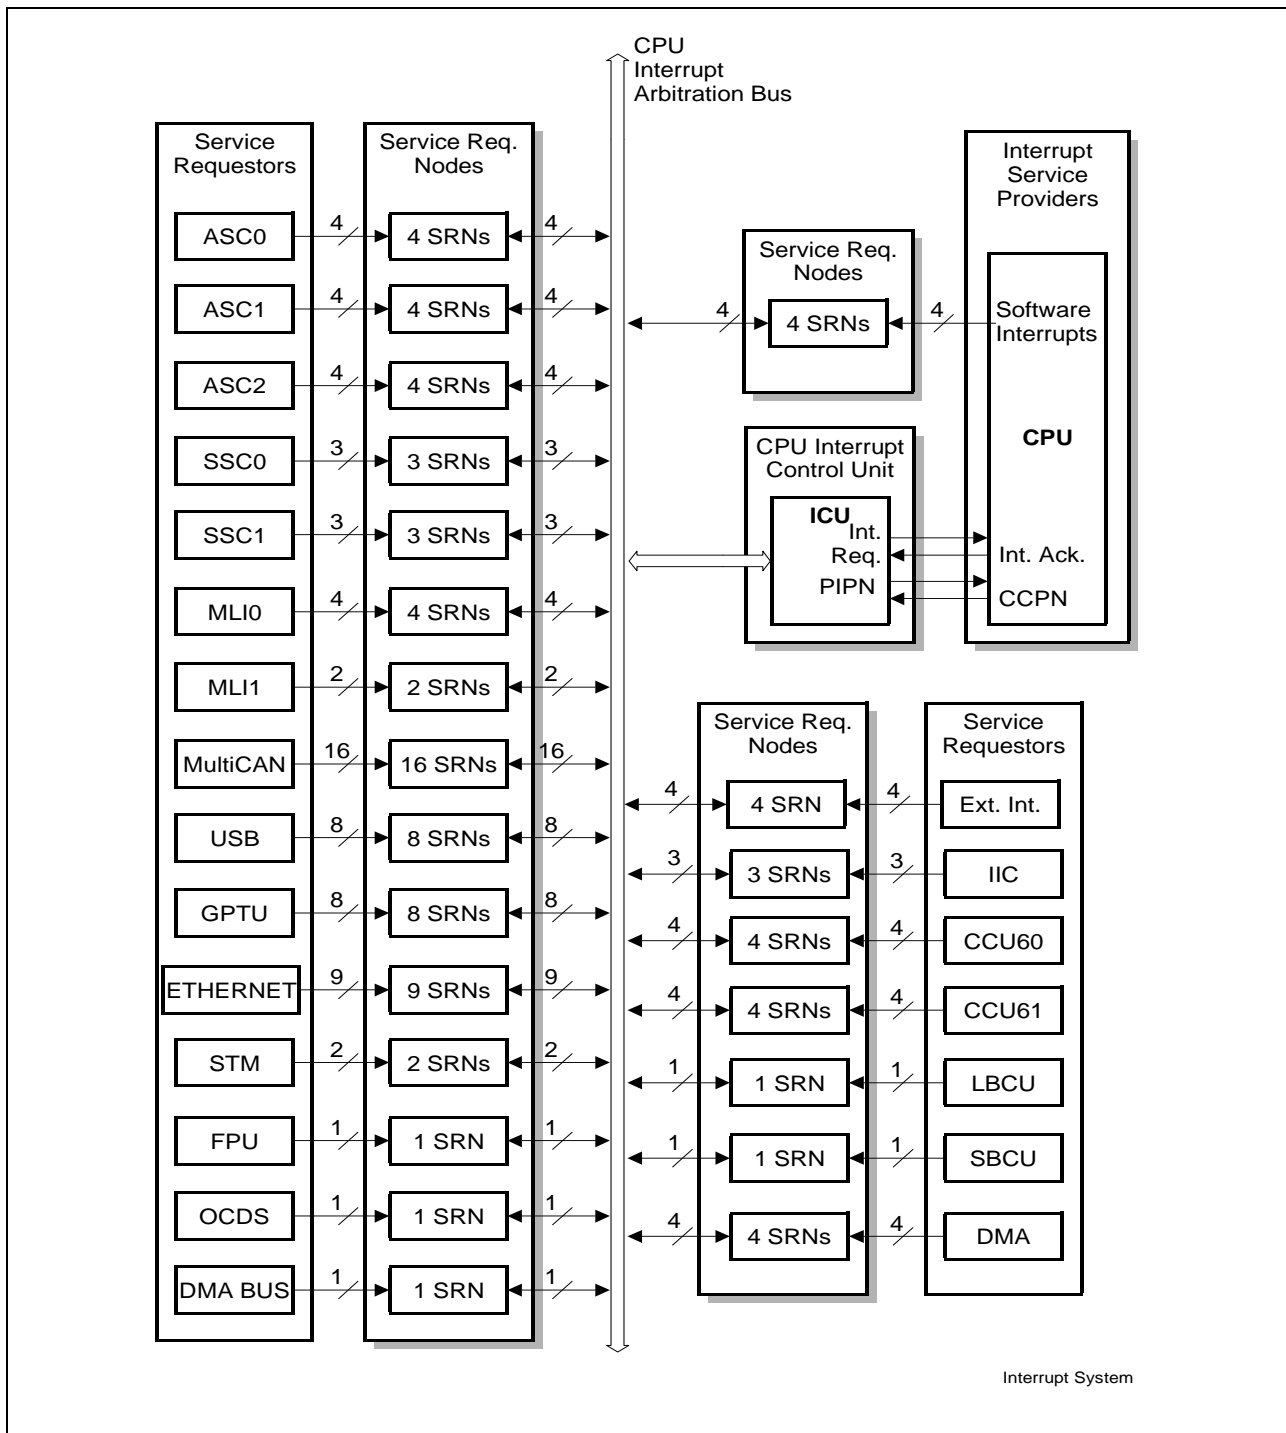 CPU
Interrupt
Arbitration Bus
Service
Requestors
Service Req.
Nodes
ASC0
4
4 SRNs
4
ASC1
4
4 SRNs
4
ASC2
4
4 SRNs
4
SSC0
3
3 SRNs
3
SSC1
3
3 SRNs
3
MLI0
4
4 SRNs
4
MLI1
2
2 SRNs
2
MultiCAN
16
16 SRNs
16
USB
8
8 SRNs
8
GPTU
8
8 SRNs
8
ETHERNET
9
9 SRNs
9
STM
2
2 SRNs
2
FPU
1
1 SRN
1
OCDS
1
1 SRN
1
DMA BUS
1
1 SRN
1
Interrupt
Service
Providers
Service Req.
Nodes
4
4 SRNs
4
Software
Interrupts
CPU
CPU Interrupt
Control Unit
ICU
Int.
Req.
PIPN
Int. Ack.
CCPN
Service Req.
Nodes
Service
Requestors
4
4 SRN
4
Ext. Int.
3
3 SRNs
3
IIC
4
4 SRNs
4
CCU60
4
4 SRNs
4
CCU61
1
1 SRN
1
LBCU
1
1 SRN
1
SBCU
4
4 SRNs
4
DMA
Interrupt System